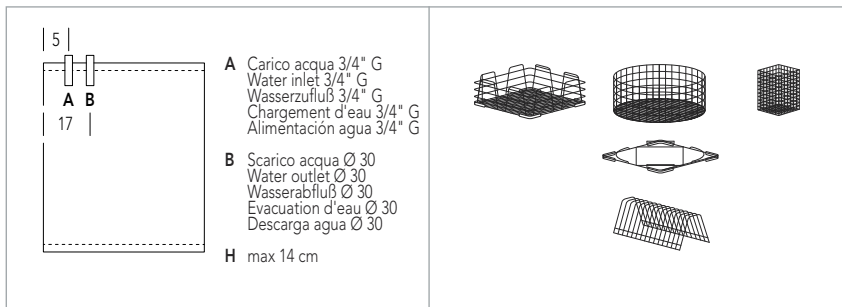 5
A B
17
A Carico acqua 3/4" G
Water inlet 3/4" G
Wasserzufluß 3/4" G
Chargement d'eau 3/4" G
Alimentación agua 3/4" G
B Scarico acqua Ø 30
Water outlet Ø 30
Wasserabfluß Ø 30
Evacuation d'eau Ø 30
Descarga agua Ø 30
H max 14 cm